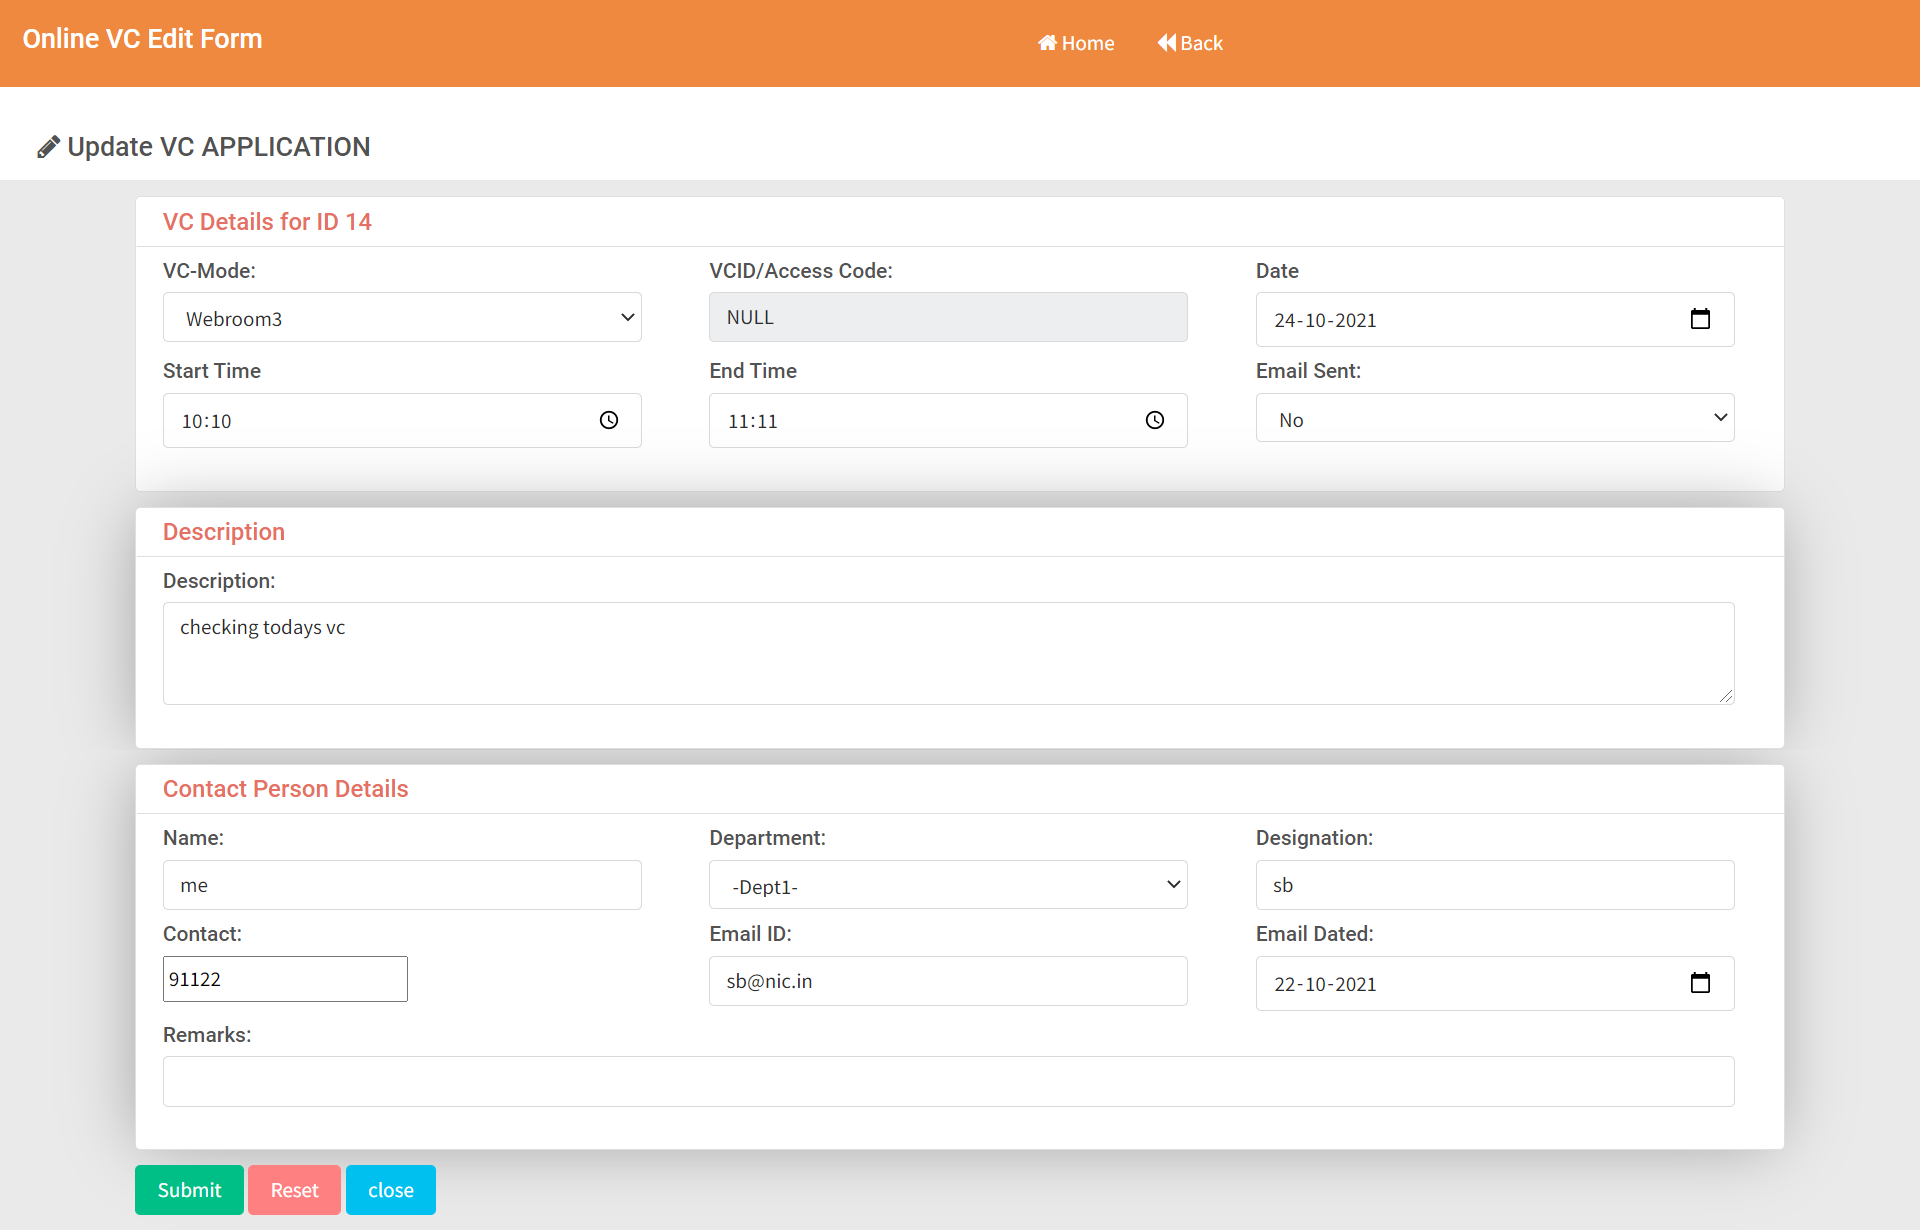 Online VC Edit Form
Home Back
Update VC APPLICATION
VC Details for ID 14
VC-Mode: VCID/Access Code: Date
Webroom3 NULL 24-10-2021
Start Time End Time Email Sent:
10:10 11:11 No
Description
Description:
checking todays vc
Contact Person Details
Name: Department: Designation:
me -Dept1- sb
Contact: Email ID: Email Dated:
91122 sb@nic.in 22-10-2021
Remarks:
Submit Reset close